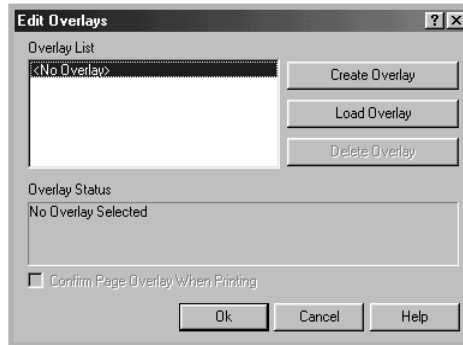 Edit Overlays
Overlay List
<No Overlay>
Create Overlay
Load Overlay
Delete Overlay
Overlay Status
No Overlay Selected
Confirm Page Overlay When Printing
Ok Cancel Help